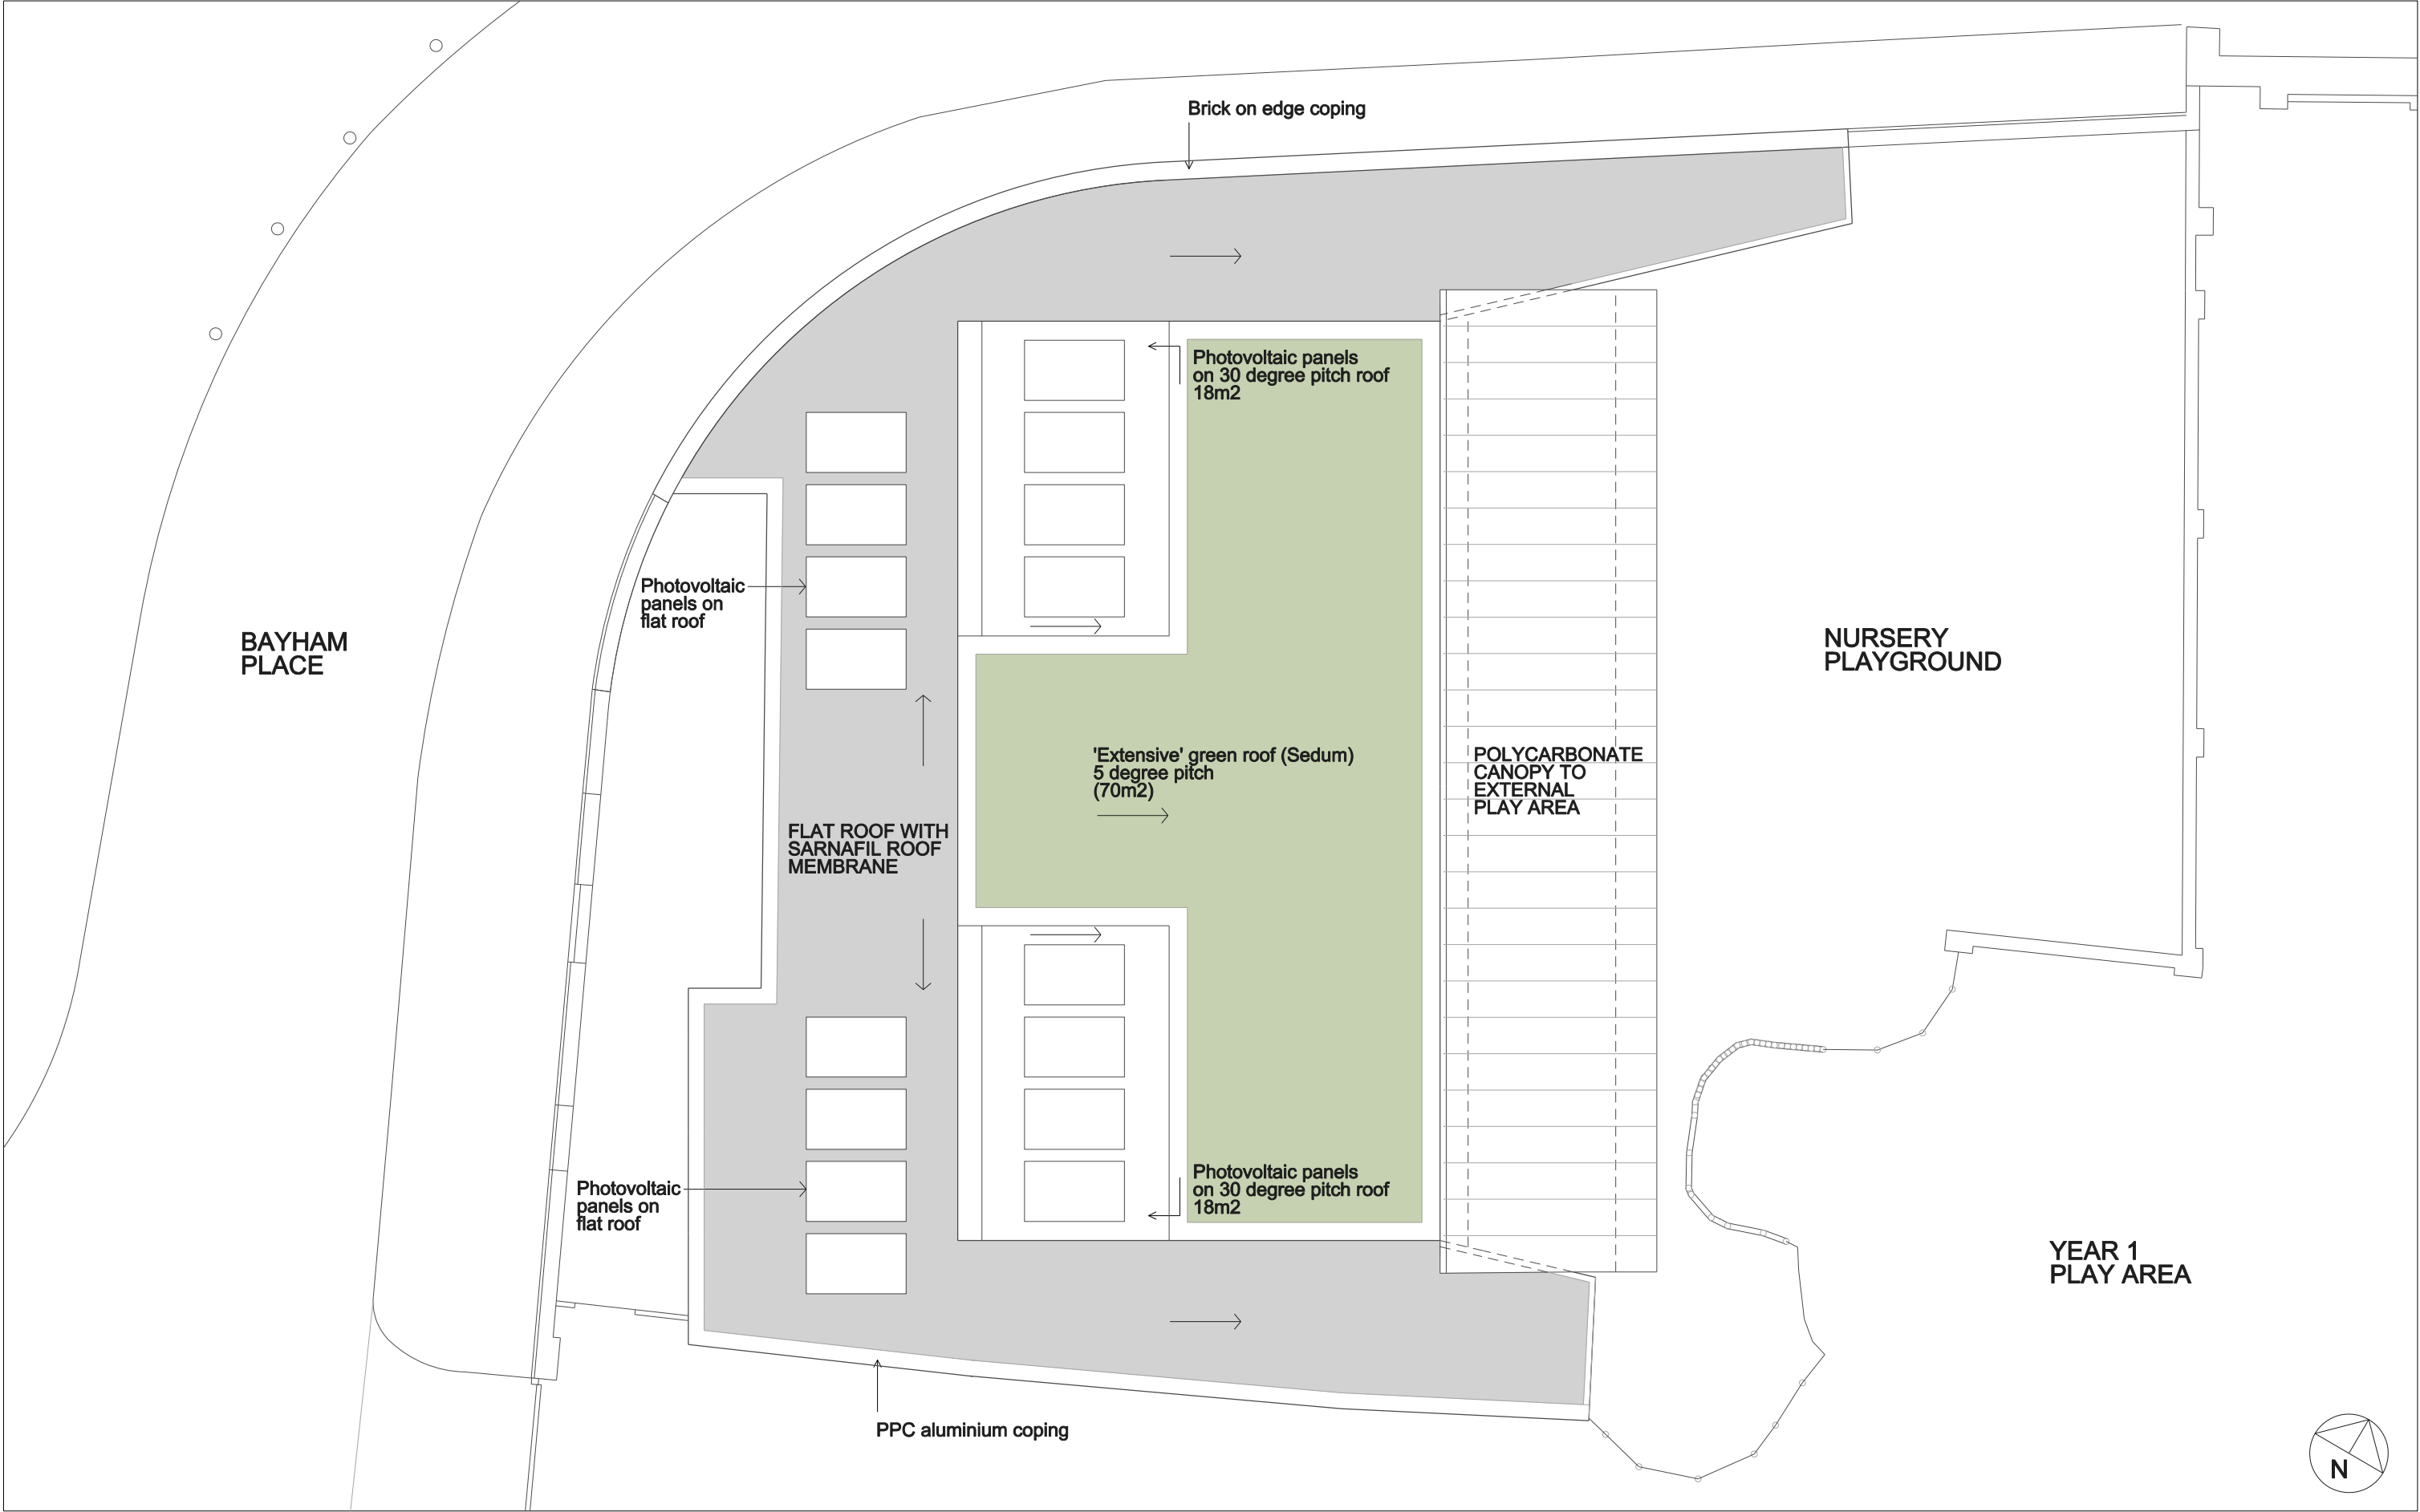 Brick on edge coping
Photovoltaic panels
on 30 degree pitch roof
18m2
Photovoltaic
panels on
flat roof
BAYHAM
PLACE
NURSERY
PLAYGROUND
'Extensive' green roof (Sedum)
5 degree pitch
(70m2)
POLYCARBONATE
CANOPY TO
EXTERNAL
PLAY AREA
FLAT ROOF WITH
SARNAFIL ROOF
MEMBRANE
Photovoltaic panels
on 30 degree pitch roof
18m2
Photovoltaic
panels on
flat roof
YEAR 1
PLAY AREA
PPC aluminium coping
N